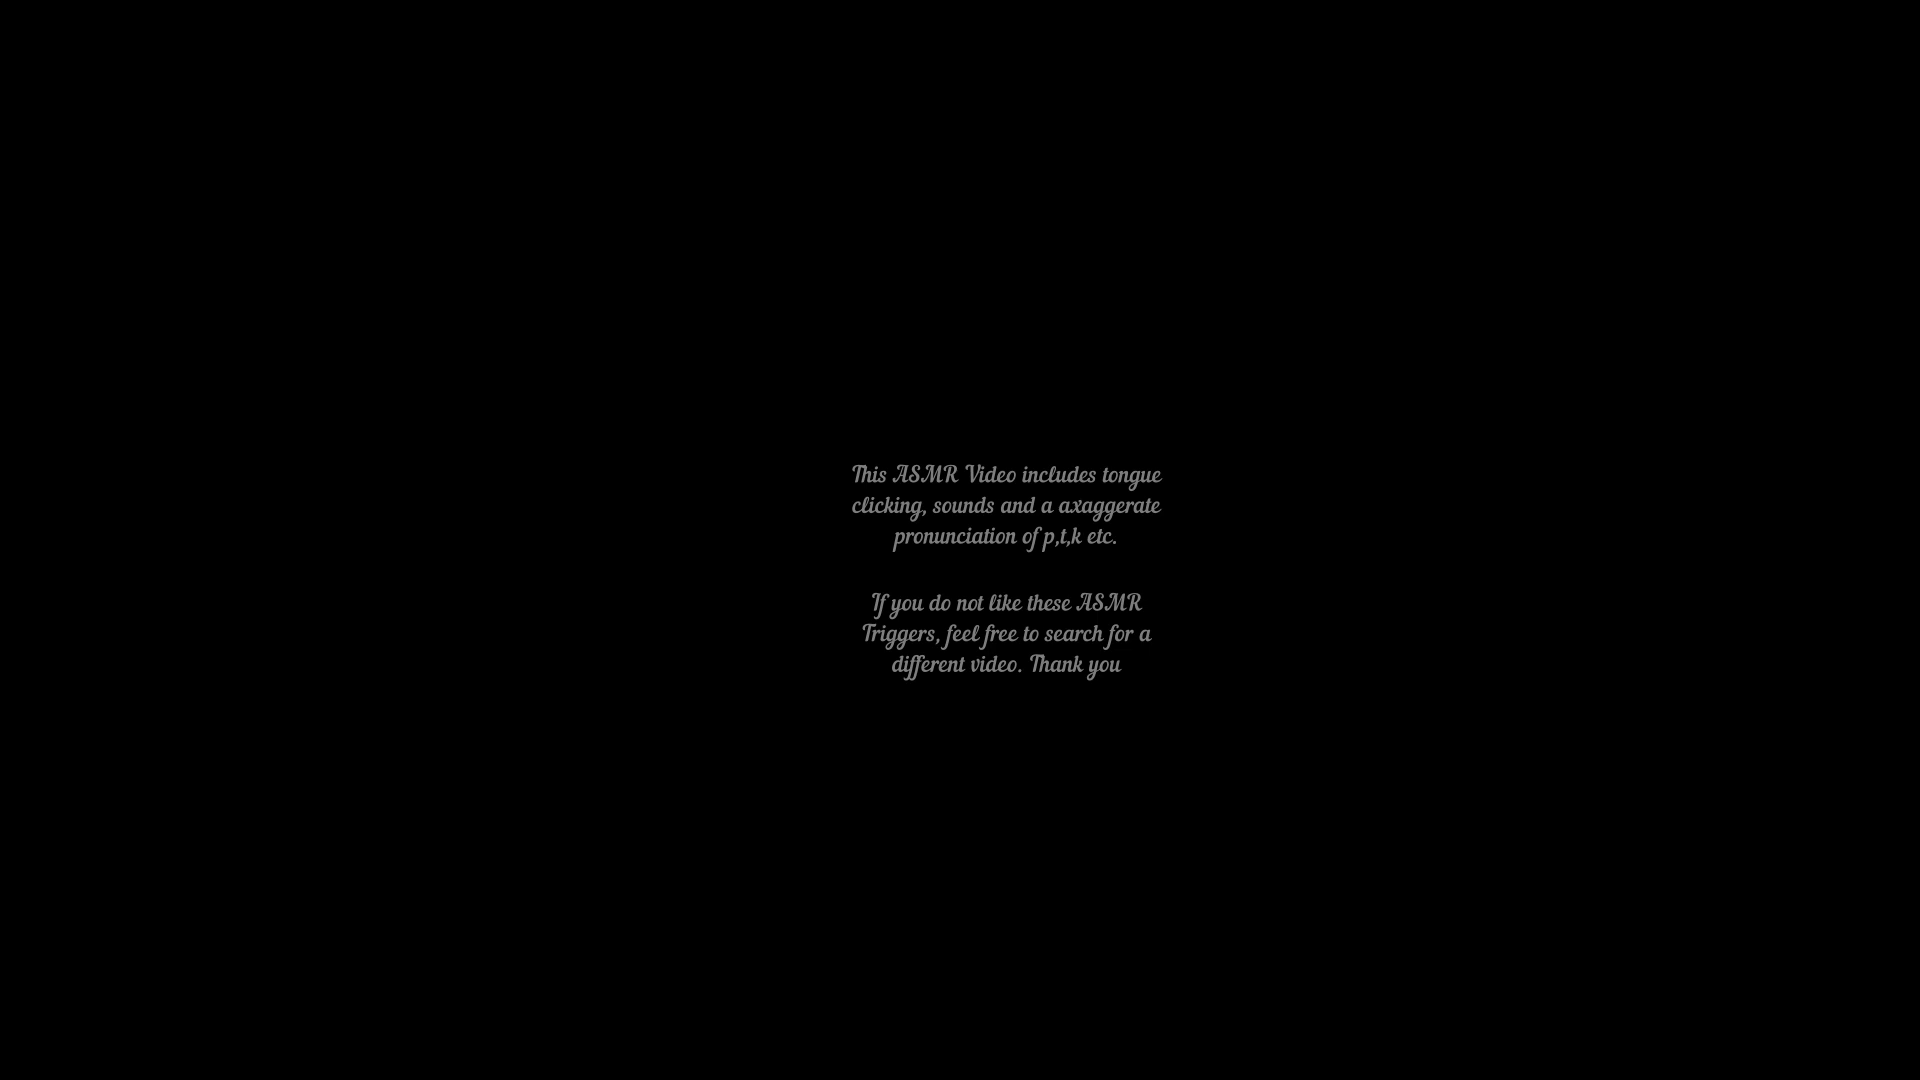 This ASMR Video includes tongue
clicking, sounds and a axaggerate
pronunciation of p,t,k etc.
If you do not like these ASMR
Triggers, feel free to search for a
different video. Thank you